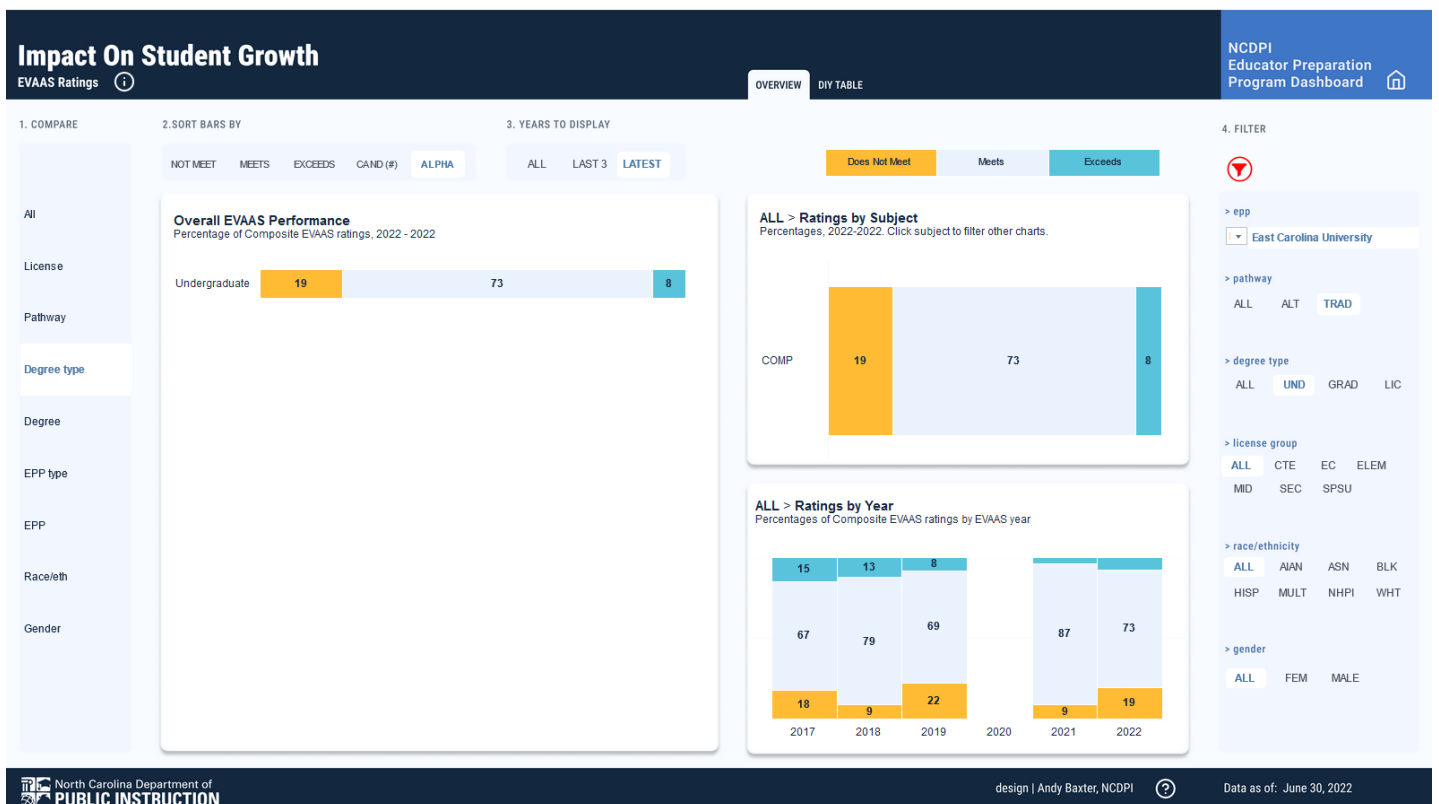 Impact On Student Growth
EVAAS Ratings
OVERVIEW DIY TABLE
NCDPI
Educator Preparation
Program Dashboard
1. COMPARE
2.SORT BARS BY
3. YEARS TO DISPLAY
4. FILTER
NOT MEET MEETS EXCEEDS CAND (#) ALPHA
ALL LAST 3 LATEST
Does Not Meet Meets Exceeds
All
License
Pathway
Degree type
Degree
EPP type
EPP
Race/eth
Gender
Overall EVAAS Performance
Percentage of Composite EVAAS ratings, 2022 - 2022
Undergraduate 19 73 8
ALL > Ratings by Subject
Percentages, 2022-2022. Click subject to filter other charts.
COMP 19 73 8
ALL > Ratings by Year
Percentages of Composite EVAAS ratings by EVAAS year
15 13 8
67 79 69 87 73
18 9 22 9 19
2017 2018 2019 2020 2021 2022
> epp
East Carolina University
> pathway
ALL ALT TRAD
> degree type
ALL UND GRAD LIC
> license group
ALL CTE EC ELEM
MID SEC SPSU
> race/ethnicity
ALL AIAN ASN BLK
HISP MULT NHPI WHT
> gender
ALL FEM MALE
North Carolina Department of
PUBLIC INSTRUCTION
design | Andy Baxter, NCDPI
?
Data as of: June 30, 2022